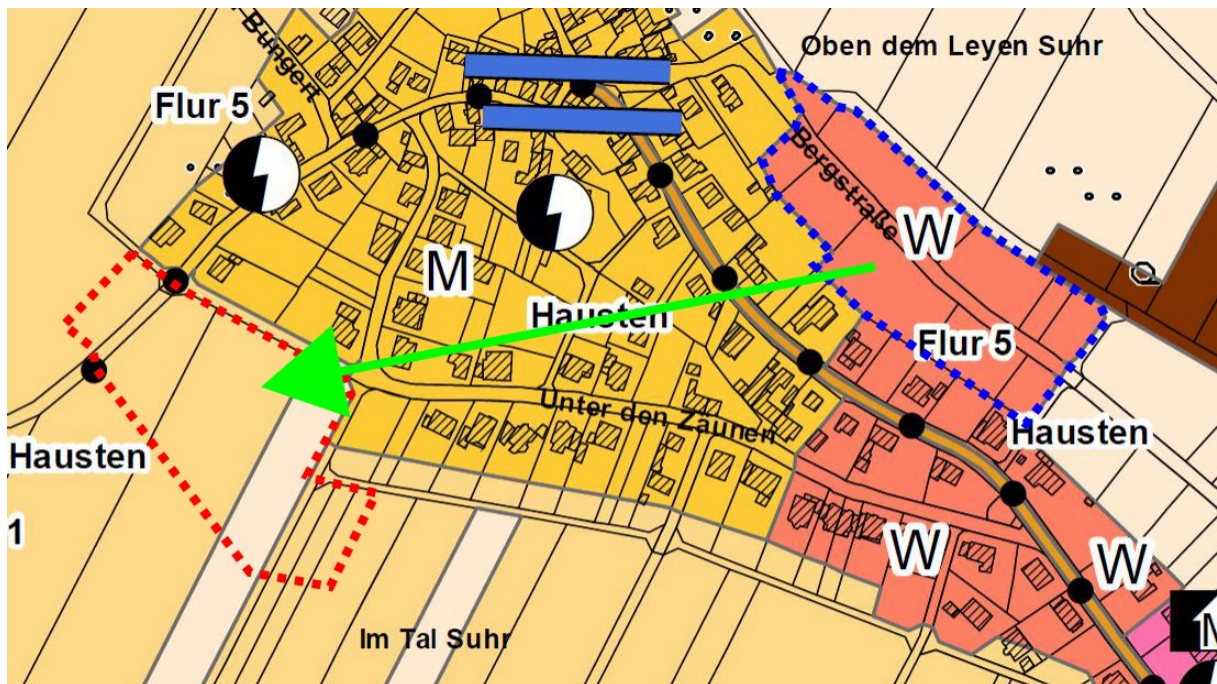 Bungert
Oben dem Leyen Suhr
Flur 5
Bergstraße
W
M
Hausten
Flur 5
Unter den Zäunen
Hausten
Hausten
1
W
W
Im Tal Suhr
M